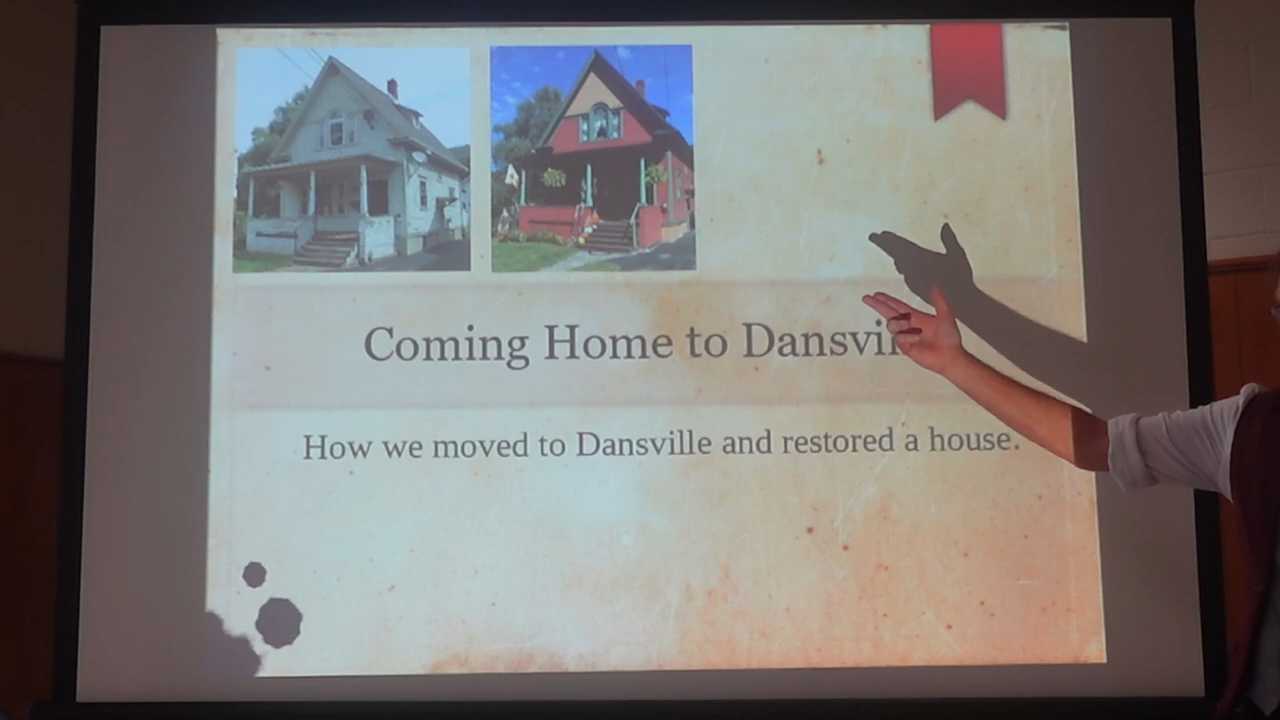 Coming Home to Dansvi
How we moved to Dansville and restored a house.